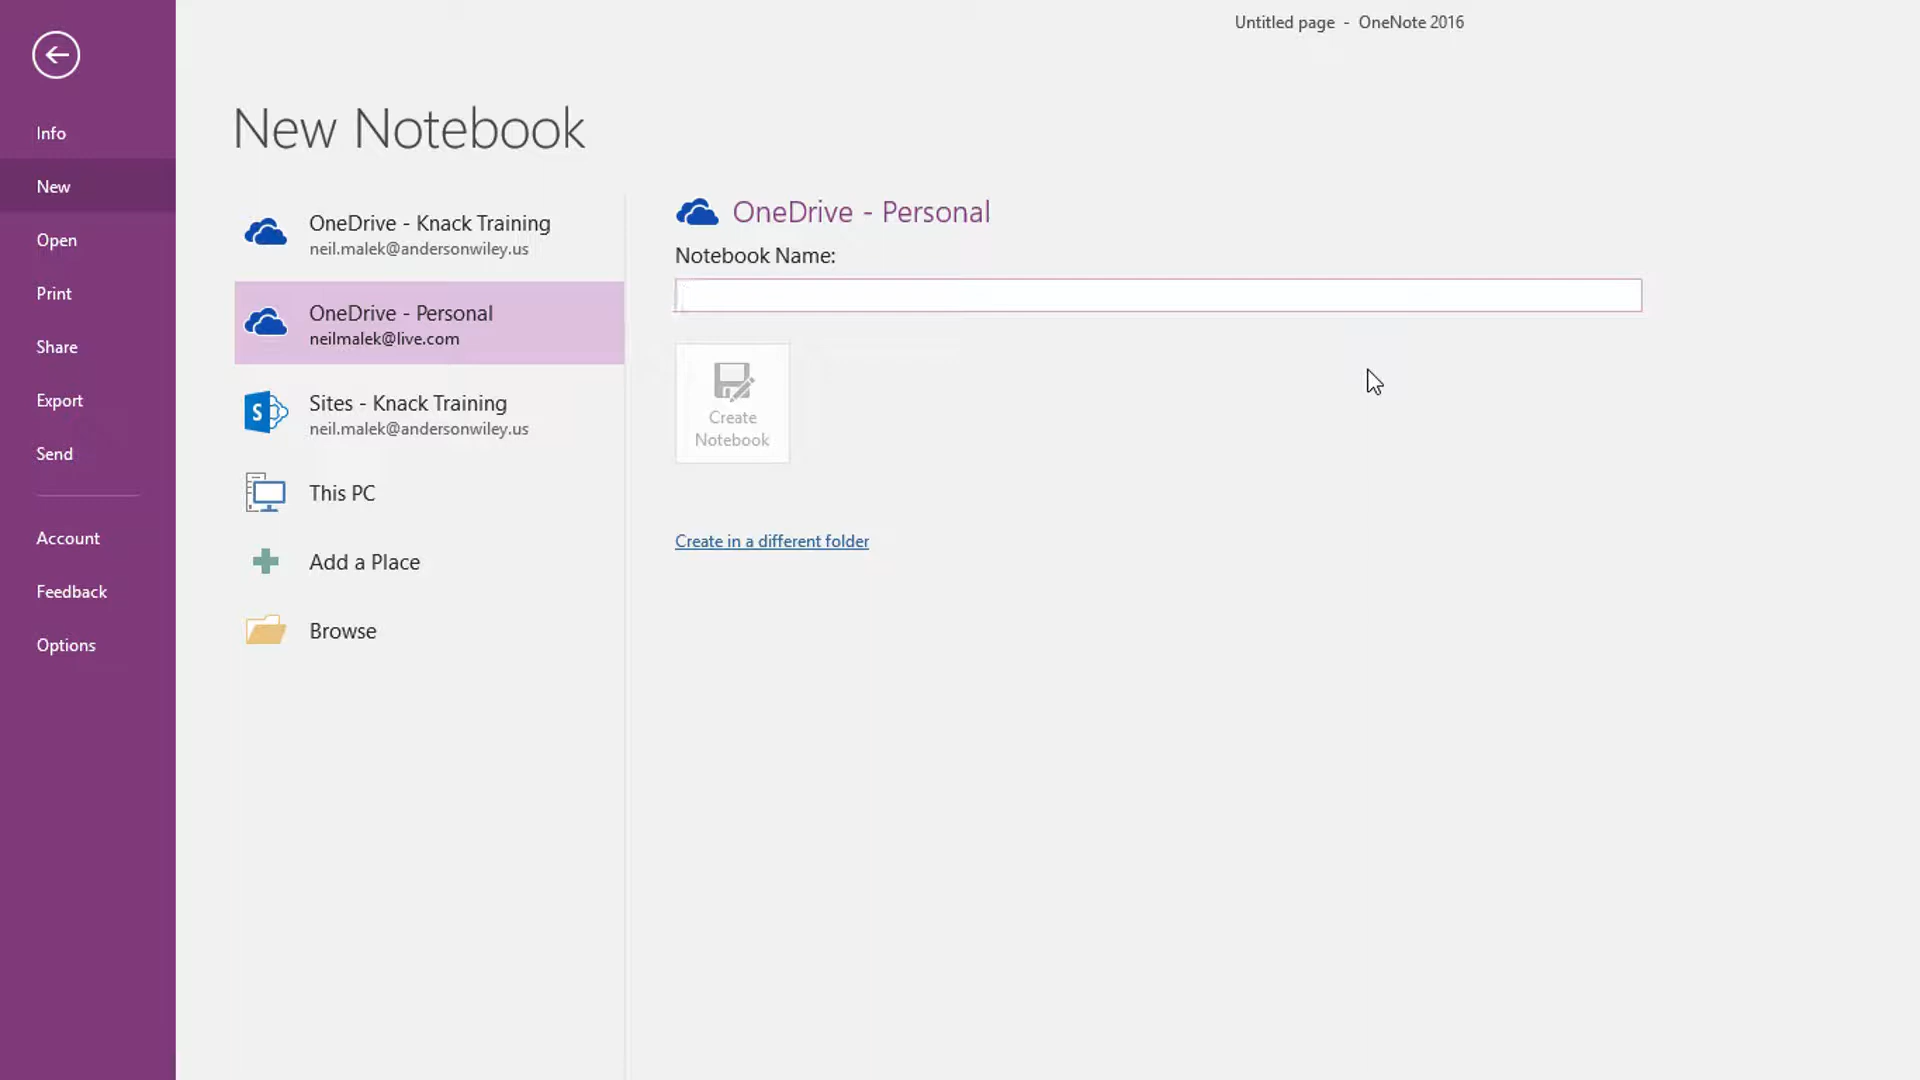 Untitled page - OneNote 2016
Info
New
Open
Print
Share
Export
Send
Account
Feedback
Options
New Notebook
OneDrive - Knack Training
neil.malek@andersonwiley.us
OneDrive - Personal
neilmalek@live.com
S
Sites - Knack Training
neil.malek@andersonwiley.us
This PC
Add a Place
Browse
OneDrive - Personal
Notebook Name:
Create
Notebook
Create in a different folder